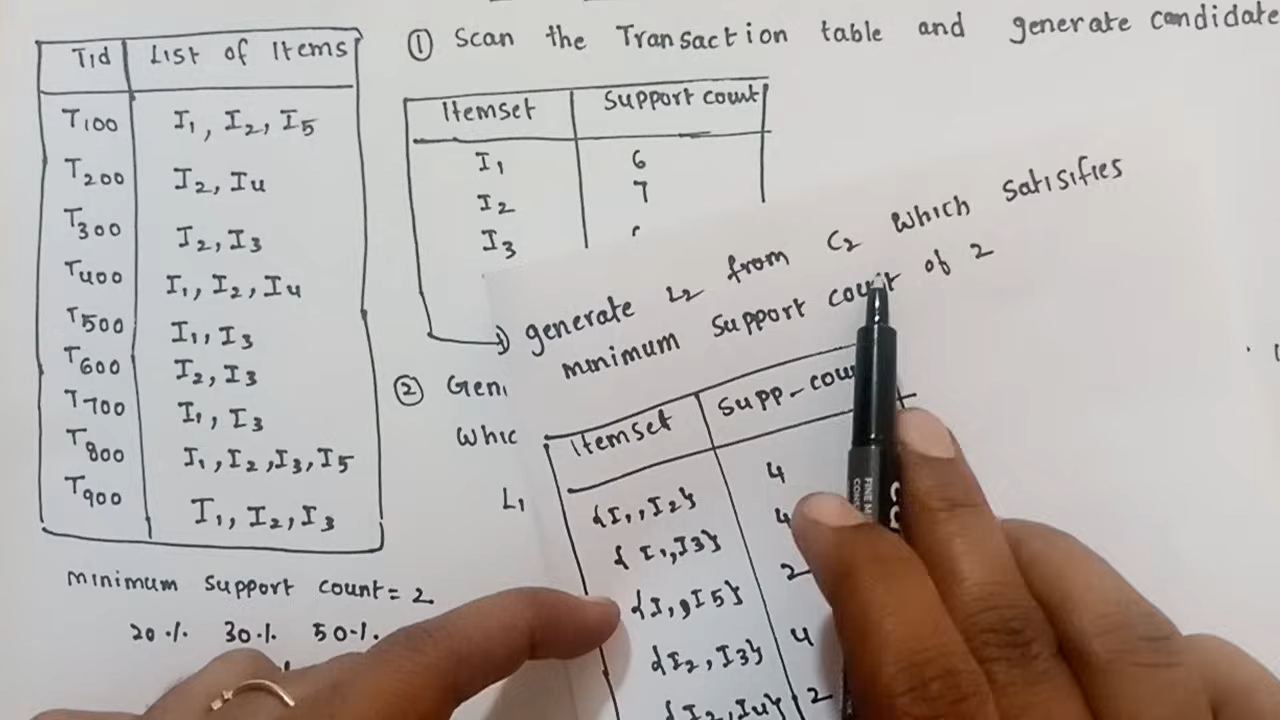 Tid List of Items
T100 I1, I2, I5
T200 I2, I4
T300 I2, I3
T400 I1, I2, I4
T500 I1, I3
T600 I2, I3
T700 I1, I3
T800 I1, I2, I3, I5
T900 I1, I2, I3
minimum support count = 2
20% 30% 50%
① Scan the Transaction table and generate candidate
Itemset Support count
I1 6
I2 7
I3
② Gen
Whic
L1
generate L2 from C2 which satisifies
minimum support count of 2
Itemset Supp_cou
{I1, I2} 4
{I1, I3} 4
{I1, I5} 2
{I2, I3} 4
{I2, I4} 2